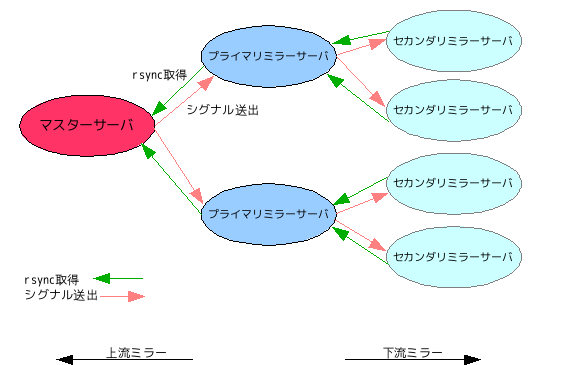 セカンダリミラーサーバ
プライマリミラーサーバ
rsync取得
シグナル送出
セカンダリミラーサーバ
マスターサーバ
セカンダリミラーサーバ
プライマリミラーサーバ
セカンダリミラーサーバ
rsync取得
シグナル送出
上流ミラー
下流ミラー